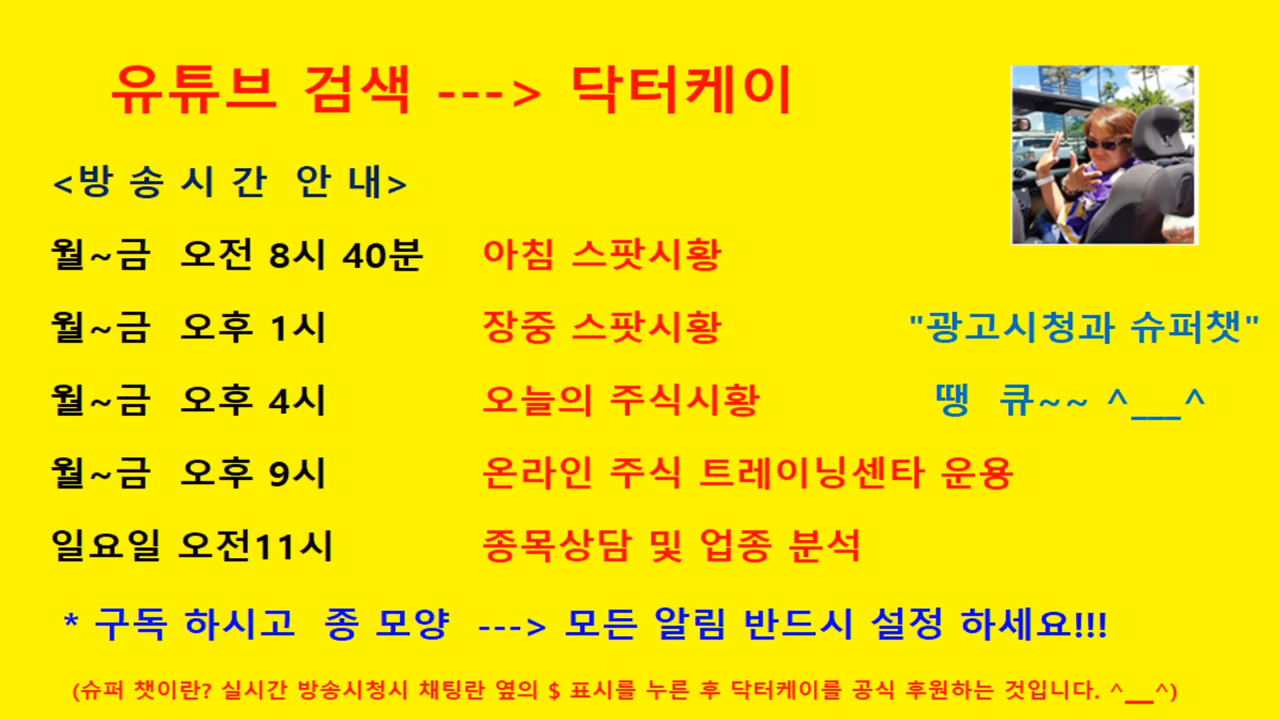 유튜브 검색 ---> 닥터케이
<방 송 시 간 안 내>
월~금 오전 8시 40분 아침 스팟시황
월~금 오후 1시 장중 스팟시황 "광고시청과 슈퍼챗"
월~금 오후 4시 오늘의 주식시황 땡 큐~~ ^___^
월~금 오후 9시 온라인 주식 트레이닝센타 운용
일요일 오전11시 종목상담 및 업종 분석
* 구독 하시고 종 모양 ---> 모든 알림 반드시 설정 하세요!!!
(슈퍼 챗이란? 실시간 방송시청시 채팅란 옆의 $ 표시를 누른 후 닥터케이를 공식 후원하는 것입니다. ^__^)